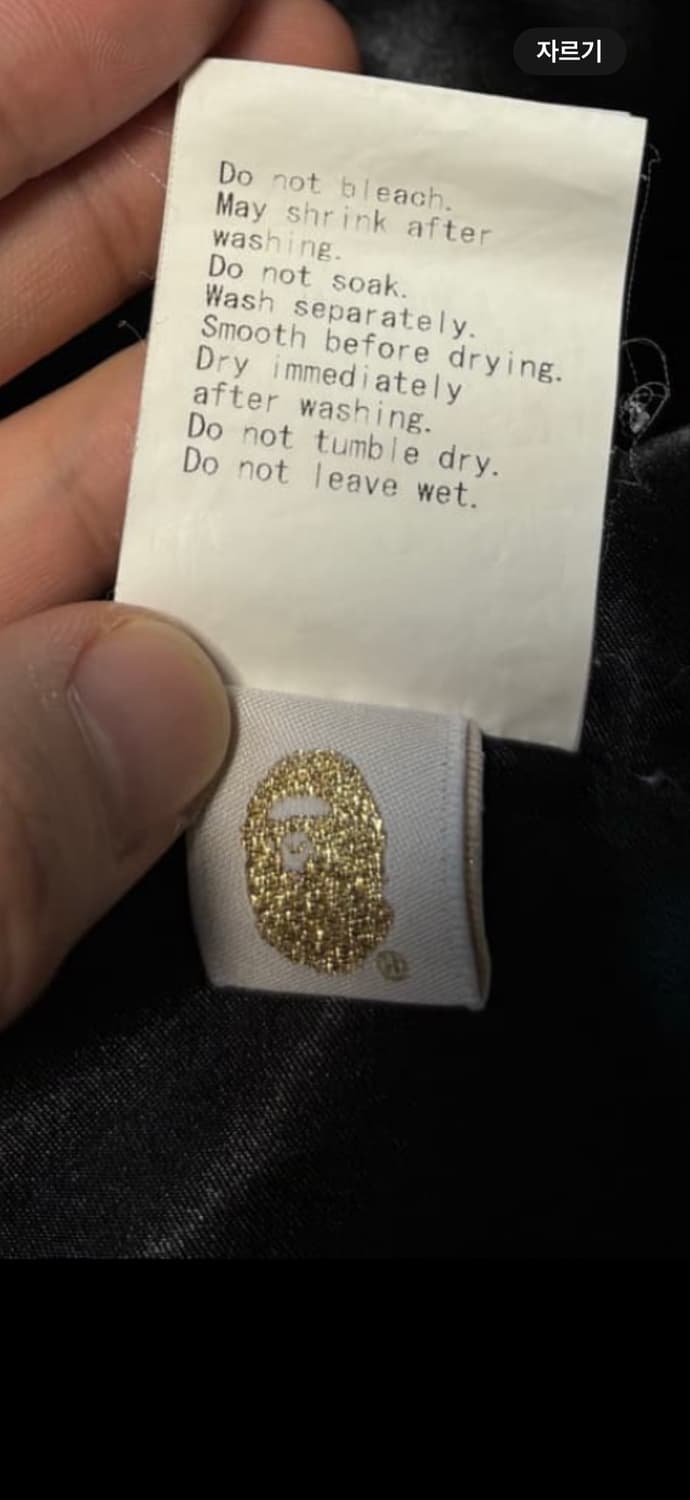 자르기
Do not bleach.
May shrink after
washing.
Do not soak.
Wash separately.
Smooth before drying.
Dry immediately
after washing.
Do not tumble dry.
Do not leave wet.